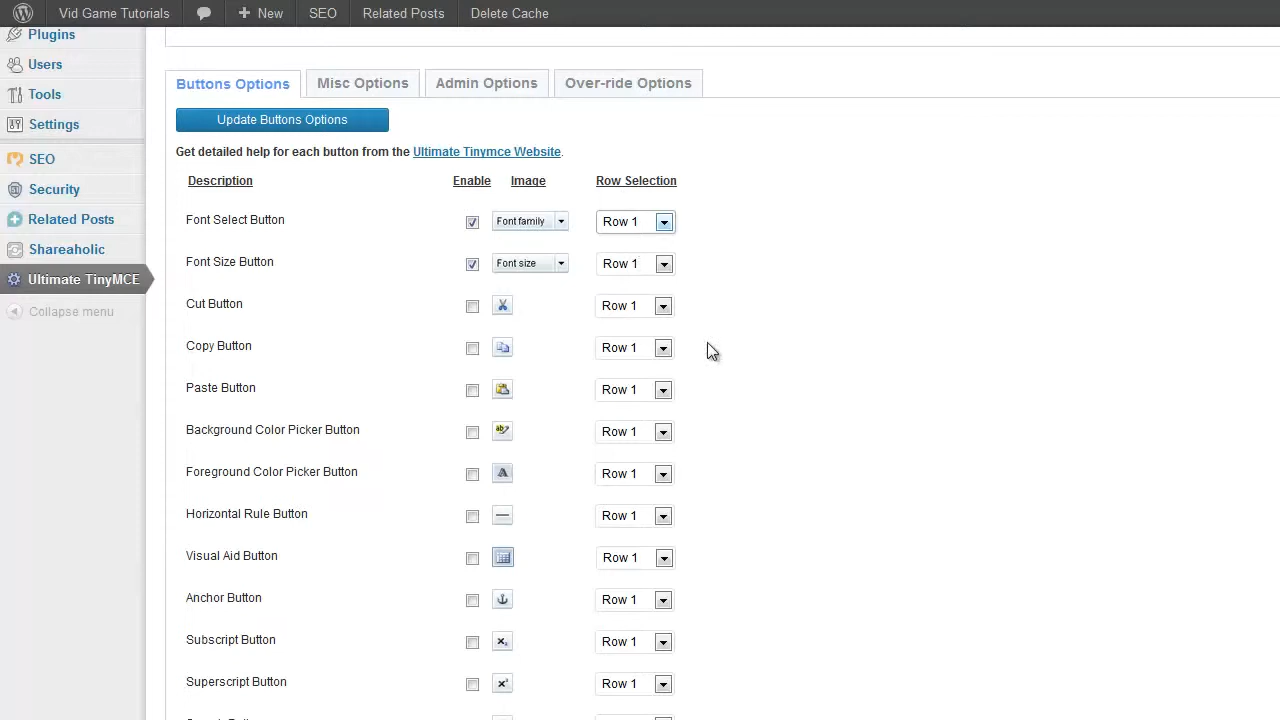 Vid Game Tutorials + New SEO Related Posts Delete Cache
Plugins
Users
Tools
Settings
SEO
Security
Related Posts
Shareaholic
Ultimate TinyMCE
Collapse menu
Buttons Options Misc Options Admin Options Over-ride Options
Update Buttons Options
Get detailed help for each button from the Ultimate Tinymce Website.
Description Enable Image Row Selection
Font Select Button Font family Row 1
Font Size Button Font size Row 1
Cut Button Row 1
Copy Button Row 1
Paste Button Row 1
Background Color Picker Button Row 1
Foreground Color Picker Button Row 1
Horizontal Rule Button Row 1
Visual Aid Button Row 1
Anchor Button Row 1
Subscript Button Row 1
Superscript Button Row 1